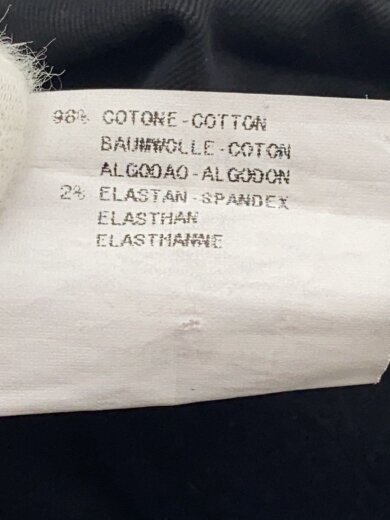 98% COTONE-COTTON
BAUMWOLLE-COTON
ALGODAO-ALGODON
2% ELASTAN-SPANDEX
ELASTHAN
ELASTHANNE